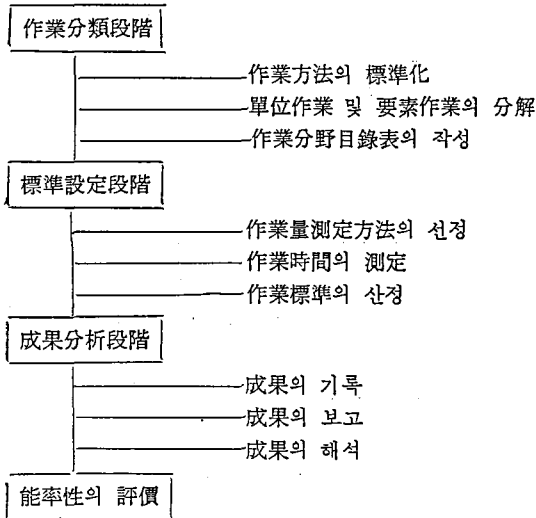 作業分類段階
作業方法의 標準化
單位作業 및 要素作業의 分解
作業分野目錄表의 작성
標準設定段階
作業量測定方法의 선정
作業時間의 測定
作業標準의 산정
成果分析段階
成果의 기록
成果의 보고
成果의 해석
能率性의 評價